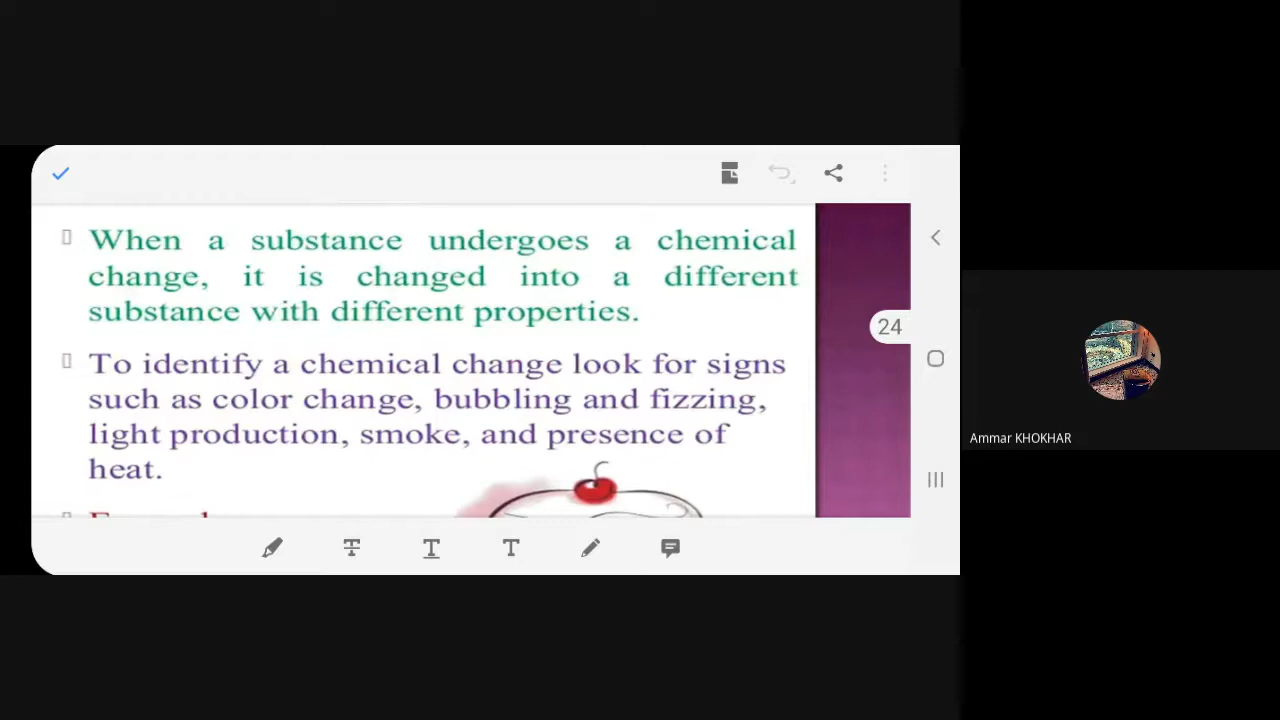 When a substance undergoes a chemical
change, it is changed into a different
substance with different properties.
24
To identify a chemical change look for signs
such as color change, bubbling and fizzing,
light production, smoke, and presence of
heat.
Ammar KHOKHAR